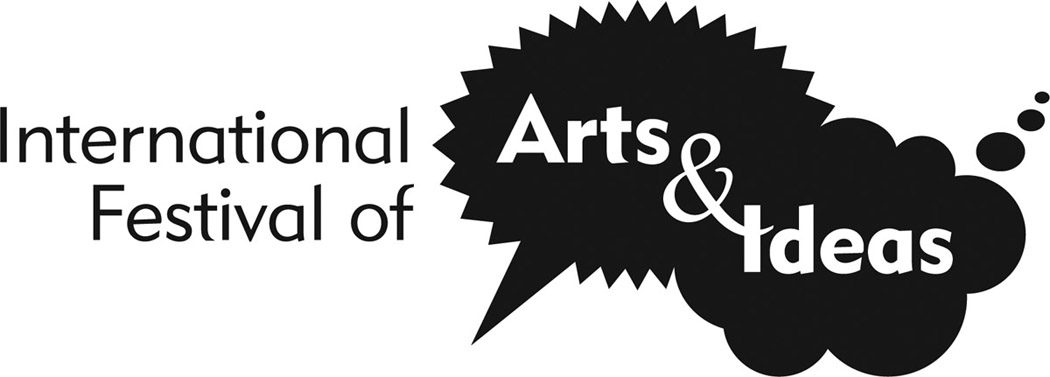 International
Festival of
Arts
&
Ideas